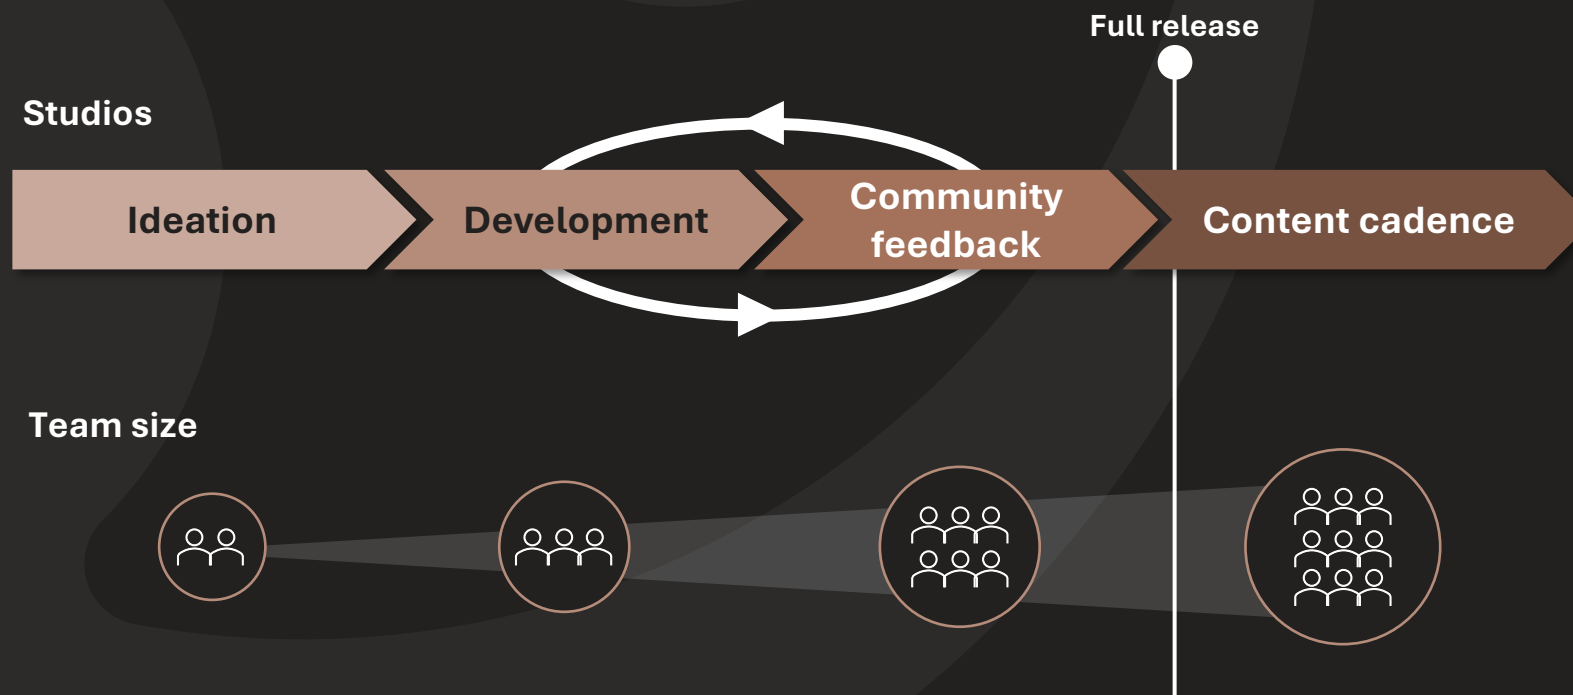 Full release
Studios
Ideation
Development
Community
feedback
Content cadence
Team size